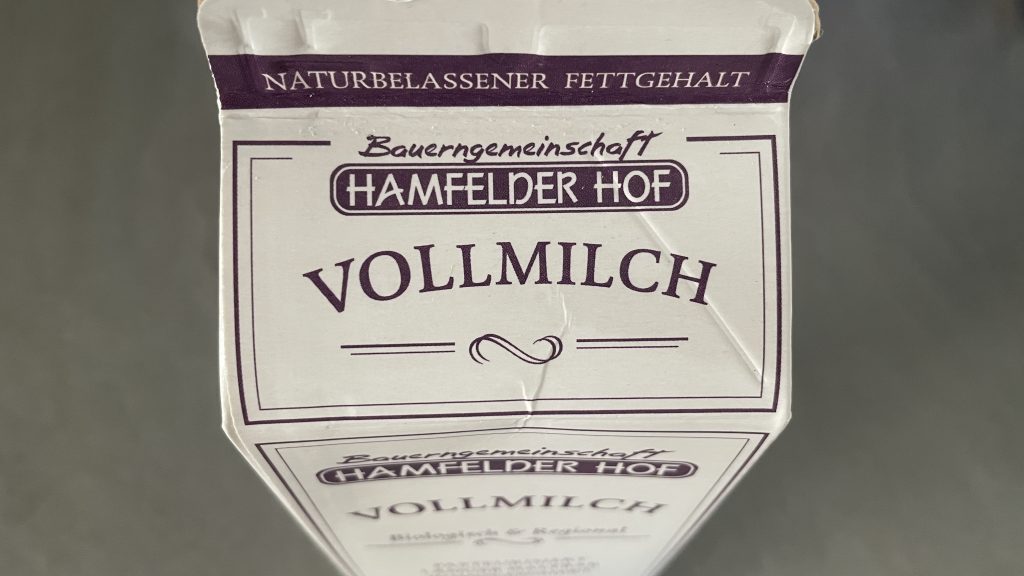 NATURBELASSENER FETTGEHALT
Bauerngemeinschaft
HAMFELDER HOF
VOLLMILCH
Bauerngemeinschaft
HAMFELDER HOF
VOLLMILCH
Biologisch & Regional